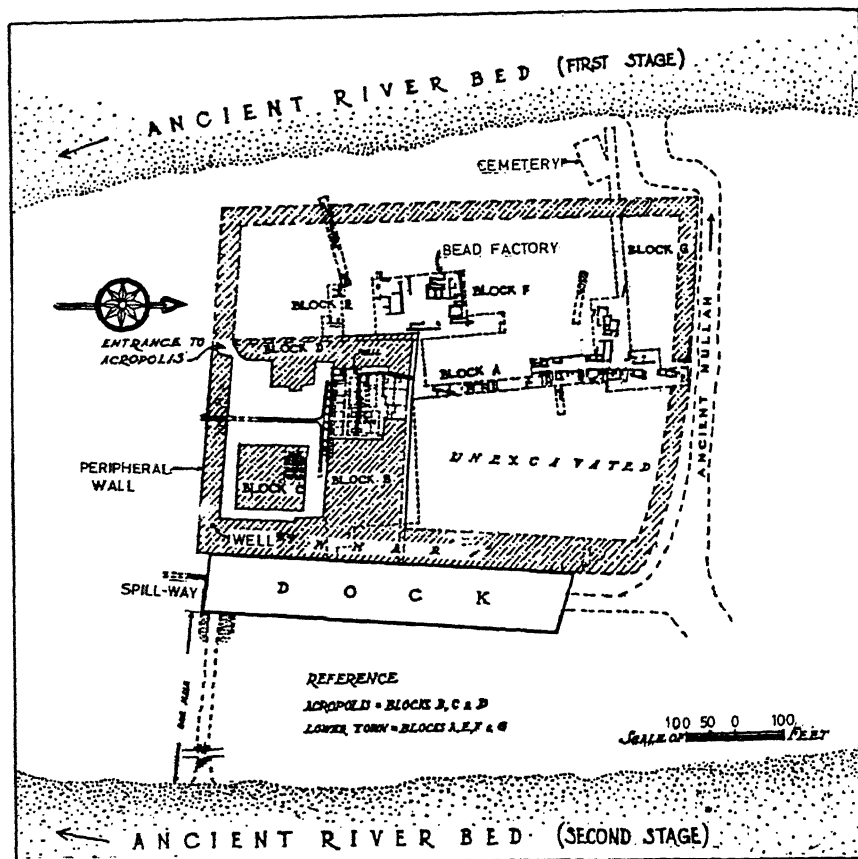 ANCIENT RIVER BED (FIRST STAGE)
CEMETERY
BLOCK G
BEAD FACTORY
BLOCK F
BLOCK E
ENTRANCE TO
ACROPOLIS
BLOCK D
BLOCK A
ANCIENT NULLAH
UNEXCAVATED
PERIPHERAL
WALL
BLOCK
BLOCK B
WELL
WHAR
SPILL-WAY
DOCK
REFERENCE
ACROPOLIS = BLOCKS B, C & D
LOWER TOWN = BLOCKS A, E, F & G
100 50 0 100
SCALE OF FEET
ANCIENT RIVER BED (SECOND STAGE)